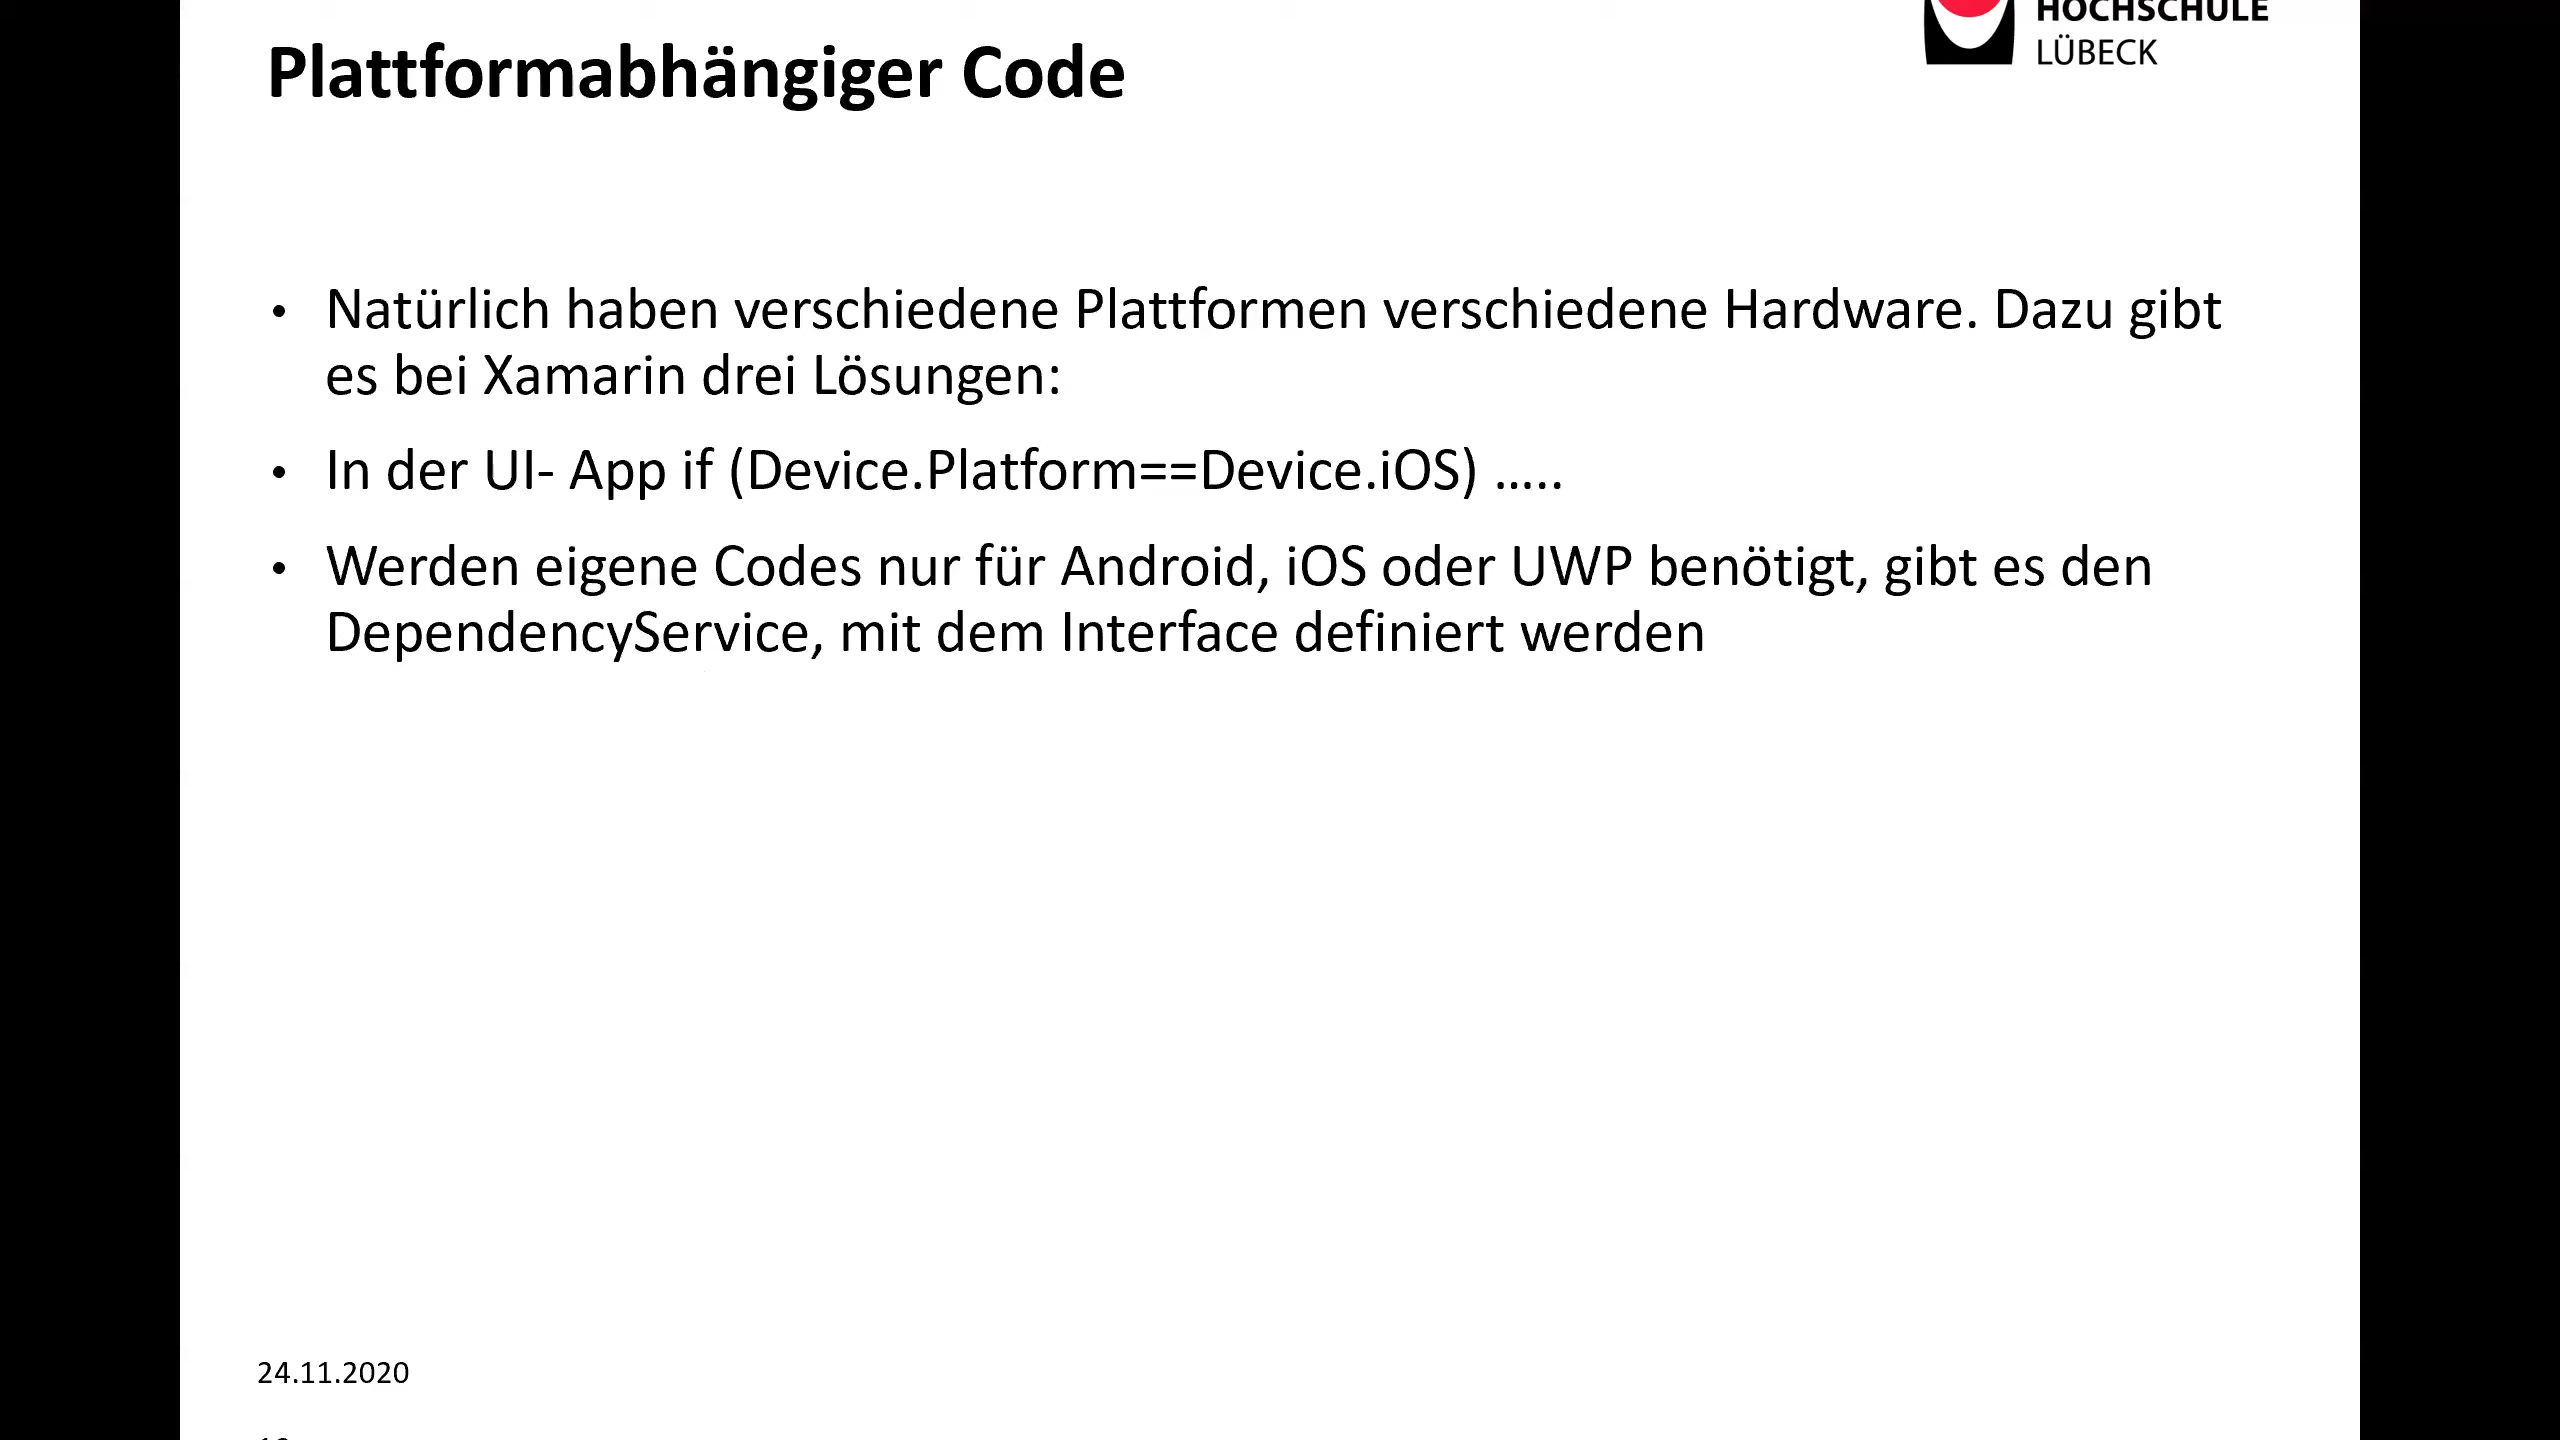 HOCHSCHULE
LÜBECK
Plattformabhängiger Code
• Natürlich haben verschiedene Plattformen verschiedene Hardware. Dazu gibt
es bei Xamarin drei Lösungen:
• In der UI- App if (Device.Platform==Device.iOS) .....
• Werden eigene Codes nur für Android, iOS oder UWP benötigt, gibt es den
DependencyService, mit dem Interface definiert werden
24.11.2020